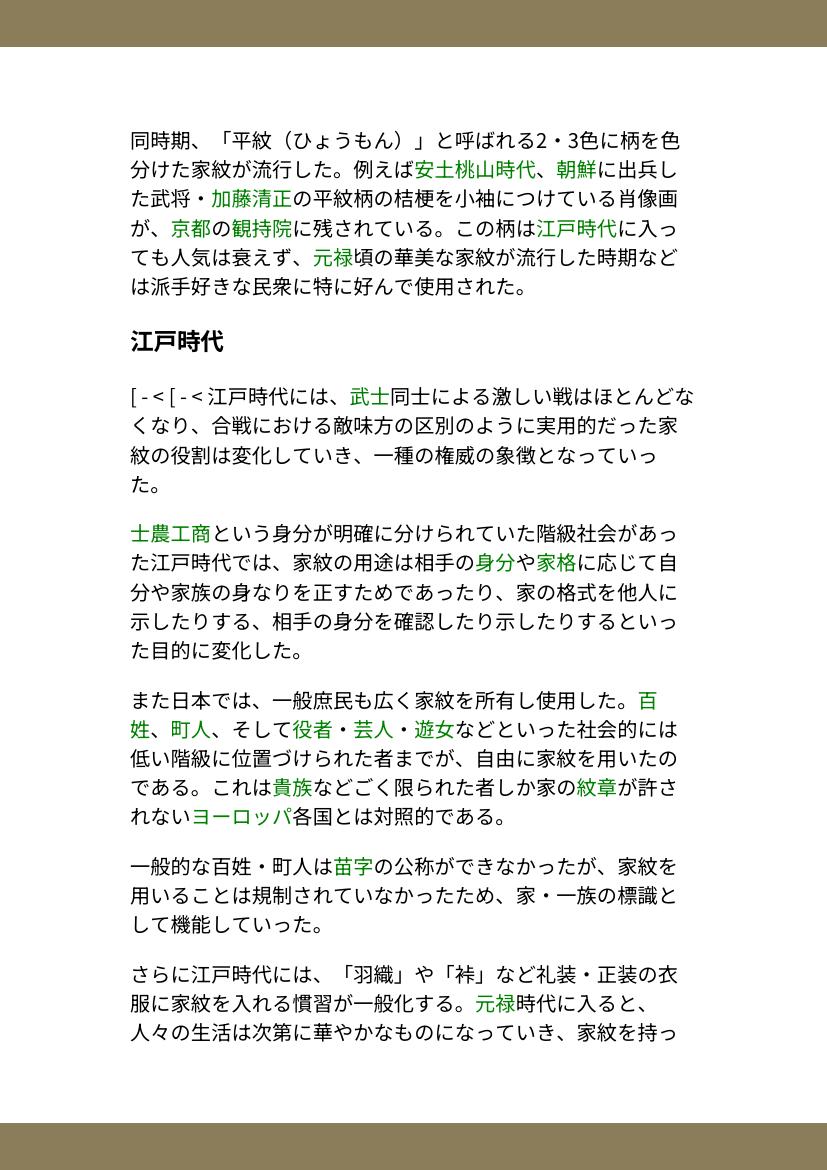 同時期、「平紋（ひょうもん）」と呼ばれる2・3色に柄を色
分けた家紋が流行した。例えば安土桃山時代、朝鮮に出兵し
た武将・加藤清正の平紋柄の桔梗を小袖につけている肖像画
が、京都の観持院に残されている。この柄は江戸時代に入っ
ても人気は衰えず、元禄頃の華美な家紋が流行した時期など
は派手好きな民衆に特に好んで使用された。
江戸時代
[ - < [ - < 江戸時代には、武士同士による激しい戦はほとんどな
くなり、合戦における敵味方の区別のように実用的だった家
紋の役割は変化していき、一種の権威の象徴となっていっ
た。
士農工商という身分が明確に分けられていた階級社会があっ
た江戸時代では、家紋の用途は相手の身分や家格に応じて自
分や家族の身なりを正すためであったり、家の格式を他人に
示したりする、相手の身分を確認したり示したりするといっ
た目的に変化した。
また日本では、一般庶民も広く家紋を所有し使用した。百
姓、町人、そして役者・芸人・遊女などといった社会的には
低い階級に位置づけられた者までが、自由に家紋を用いたの
である。これは貴族などごく限られた者しか家の紋章が許さ
れないヨーロッパ各国とは対照的である。
一般的な百姓・町人は苗字の公称ができなかったが、家紋を
用いることは規制されていなかったため、家・一族の標識と
して機能していった。
さらに江戸時代には、「羽織」や「裃」など礼装・正装の衣
服に家紋を入れる慣習が一般化する。元禄時代に入ると、
人々の生活は次第に華やかなものになっていき、家紋を持っ